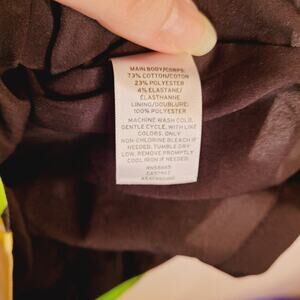 MAIN BODY/CORPS:
73% COTTON/COTON
23% POLYESTER
4% ELASTANE/
ÉLASTHANNE
LINING/DOUBLURE:
100% POLYESTER
MACHINE WASH COLD,
GENTLE CYCLE, WITH LIKE
COLORS, ONLY
NON-CHLORINE BLEACH IF
NEEDED, TUMBLE DRY
LOW, REMOVE PROMPTLY
COOL IRON IF NEEDED.